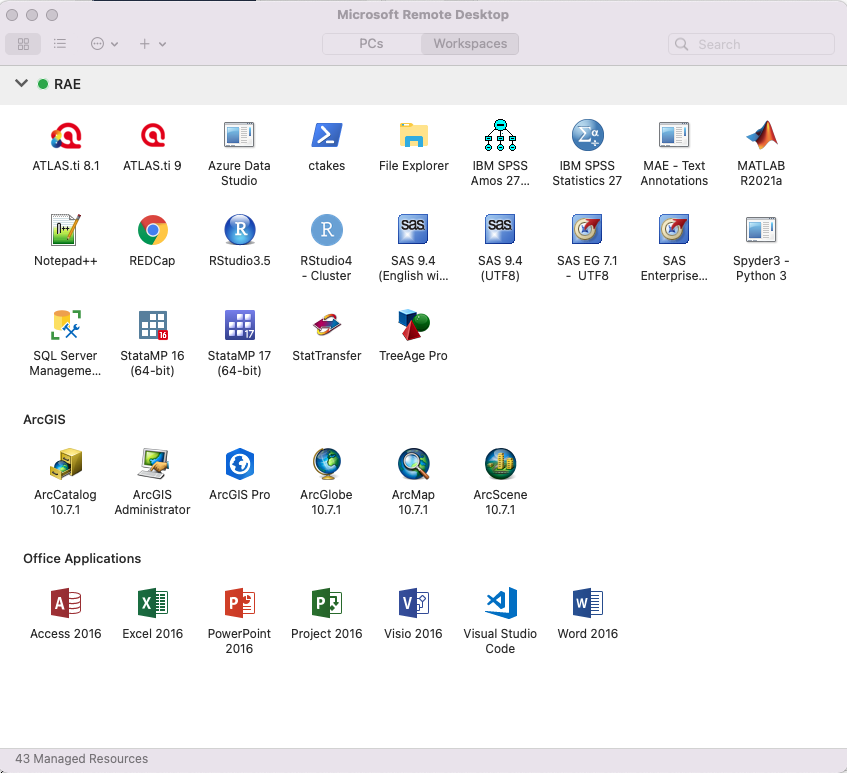 Microsoft Remote Desktop
PCs
Workspaces
Search
RAE
ATLAS.ti 8.1
ATLAS.ti 9
Azure Data
Studio
ctakes
File Explorer
IBM SPSS
Amos 27...
IBM SPSS
Statistics 27
MAE - Text
Annotations
MATLAB
R2021a
Notepad++
REDCap
RStudio3.5
RStudio4
- Cluster
SAS 9.4
(English wi...
SAS 9.4
(UTF8)
SAS EG 7.1
- UTF8
SAS
Enterprise...
Spyder3 -
Python 3
SQL Server
Manageme...
StataMP 16
(64-bit)
StataMP 17
(64-bit)
StatTransfer
TreeAge Pro
ArcGIS
ArcCatalog
10.7.1
ArcGIS
Administrator
ArcGIS Pro
ArcGlobe
10.7.1
ArcMap
10.7.1
ArcScene
10.7.1
Office Applications
Access 2016
Excel 2016
PowerPoint
2016
Project 2016
Visio 2016
Visual Studio
Code
Word 2016
43 Managed Resources